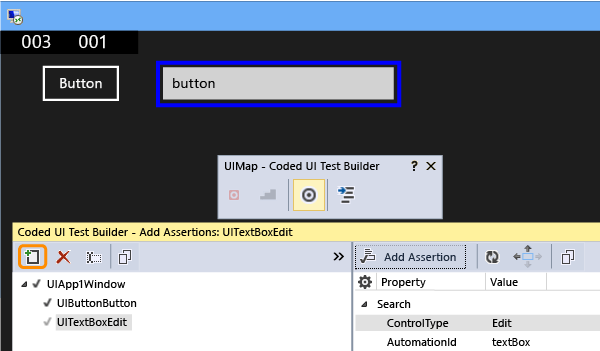 003 001
Button button
UIMap - Coded UI Test Builder ?
Coded UI Test Builder - Add Assertions: UITextBoxEdit
» Add Assertion
UIApp1Window
UIButtonButton
UITextBoxEdit
Property Value
Search
ControlType Edit
AutomationId textBox